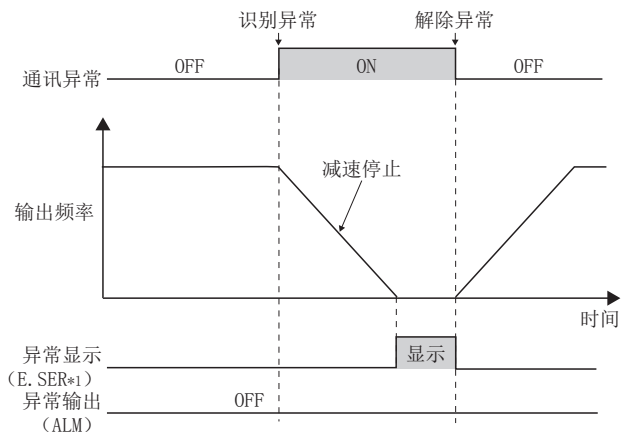 识别异常 解除异常
通讯异常 OFF ON OFF
减速停止
输出频率
时间
异常显示 显示
(E.SER*1)
异常输出 OFF
(ALM)